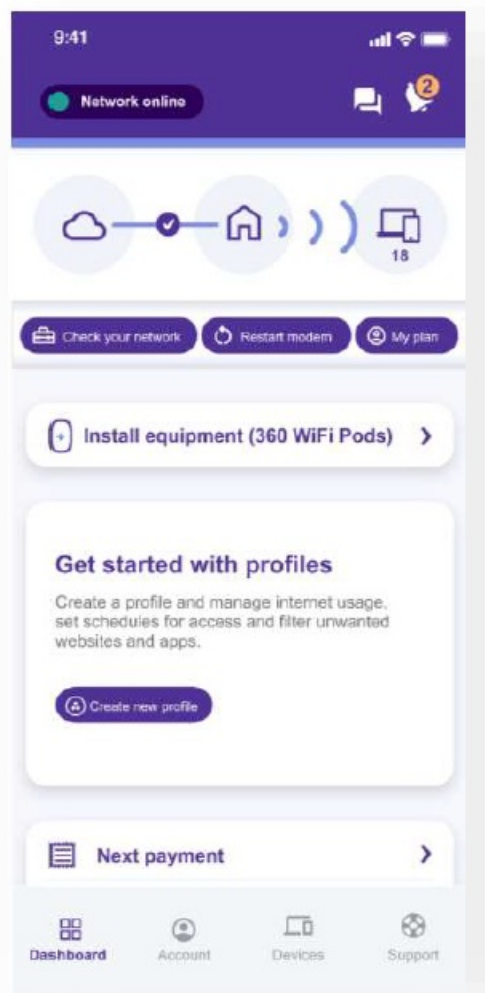 9:41
Network online
2
18
Check your network
Restart modem
My plan
Install equipment (360 WiFi Pods)
Get started with profiles
Create a profile and manage internet usage,
set schedules for access and filter unwanted
websites and apps.
Create new profile
Next payment
Dashboard
Account
Devices
Support